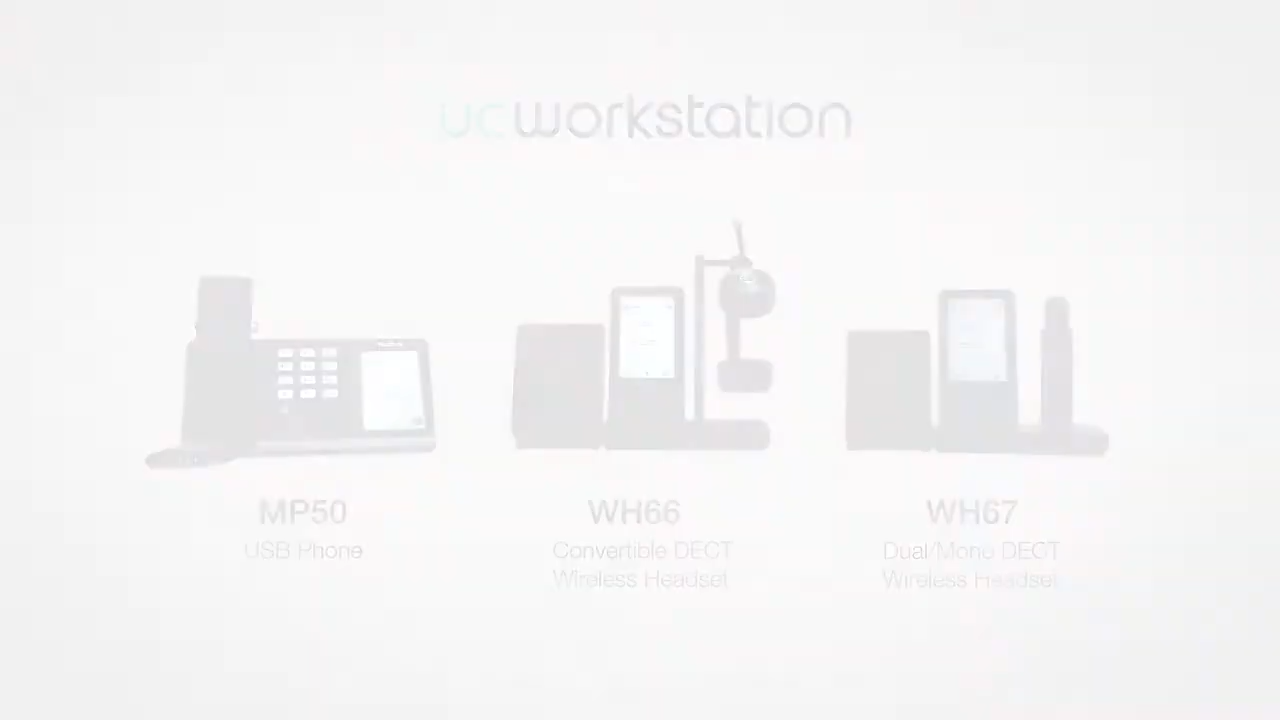 ucworkstation
MP50
USB Phone
WH66
Convertible DECT
Wireless Headset
WH67
Dual/Mono DECT
Wireless Headset